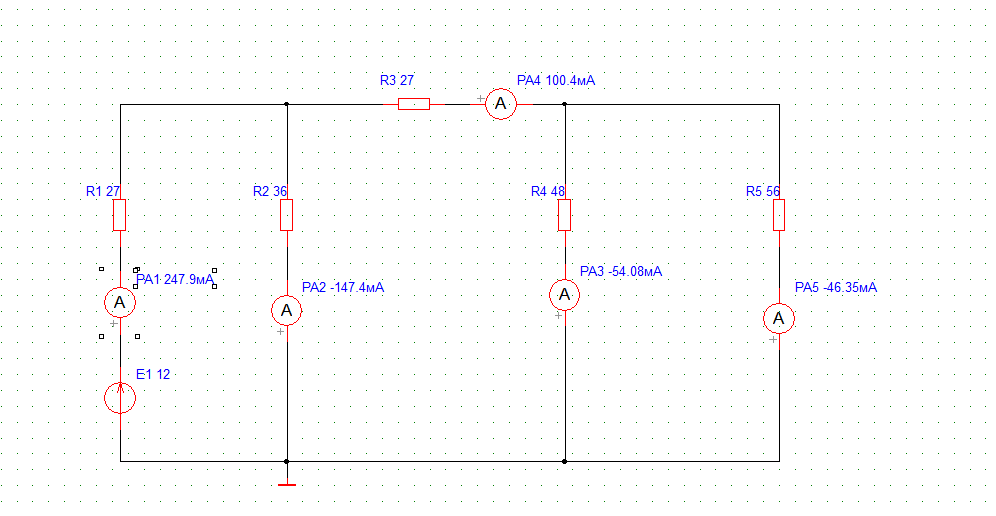 R3 27
PA4 100.4мА
+
A
R1 27
R2 36
R4 48
R5 56
PA1 247.9мА
A
+
PA2 -147.4мА
A
+
PA3 -54.08мА
A
+
PA5 -46.35мА
A
+
E1 12